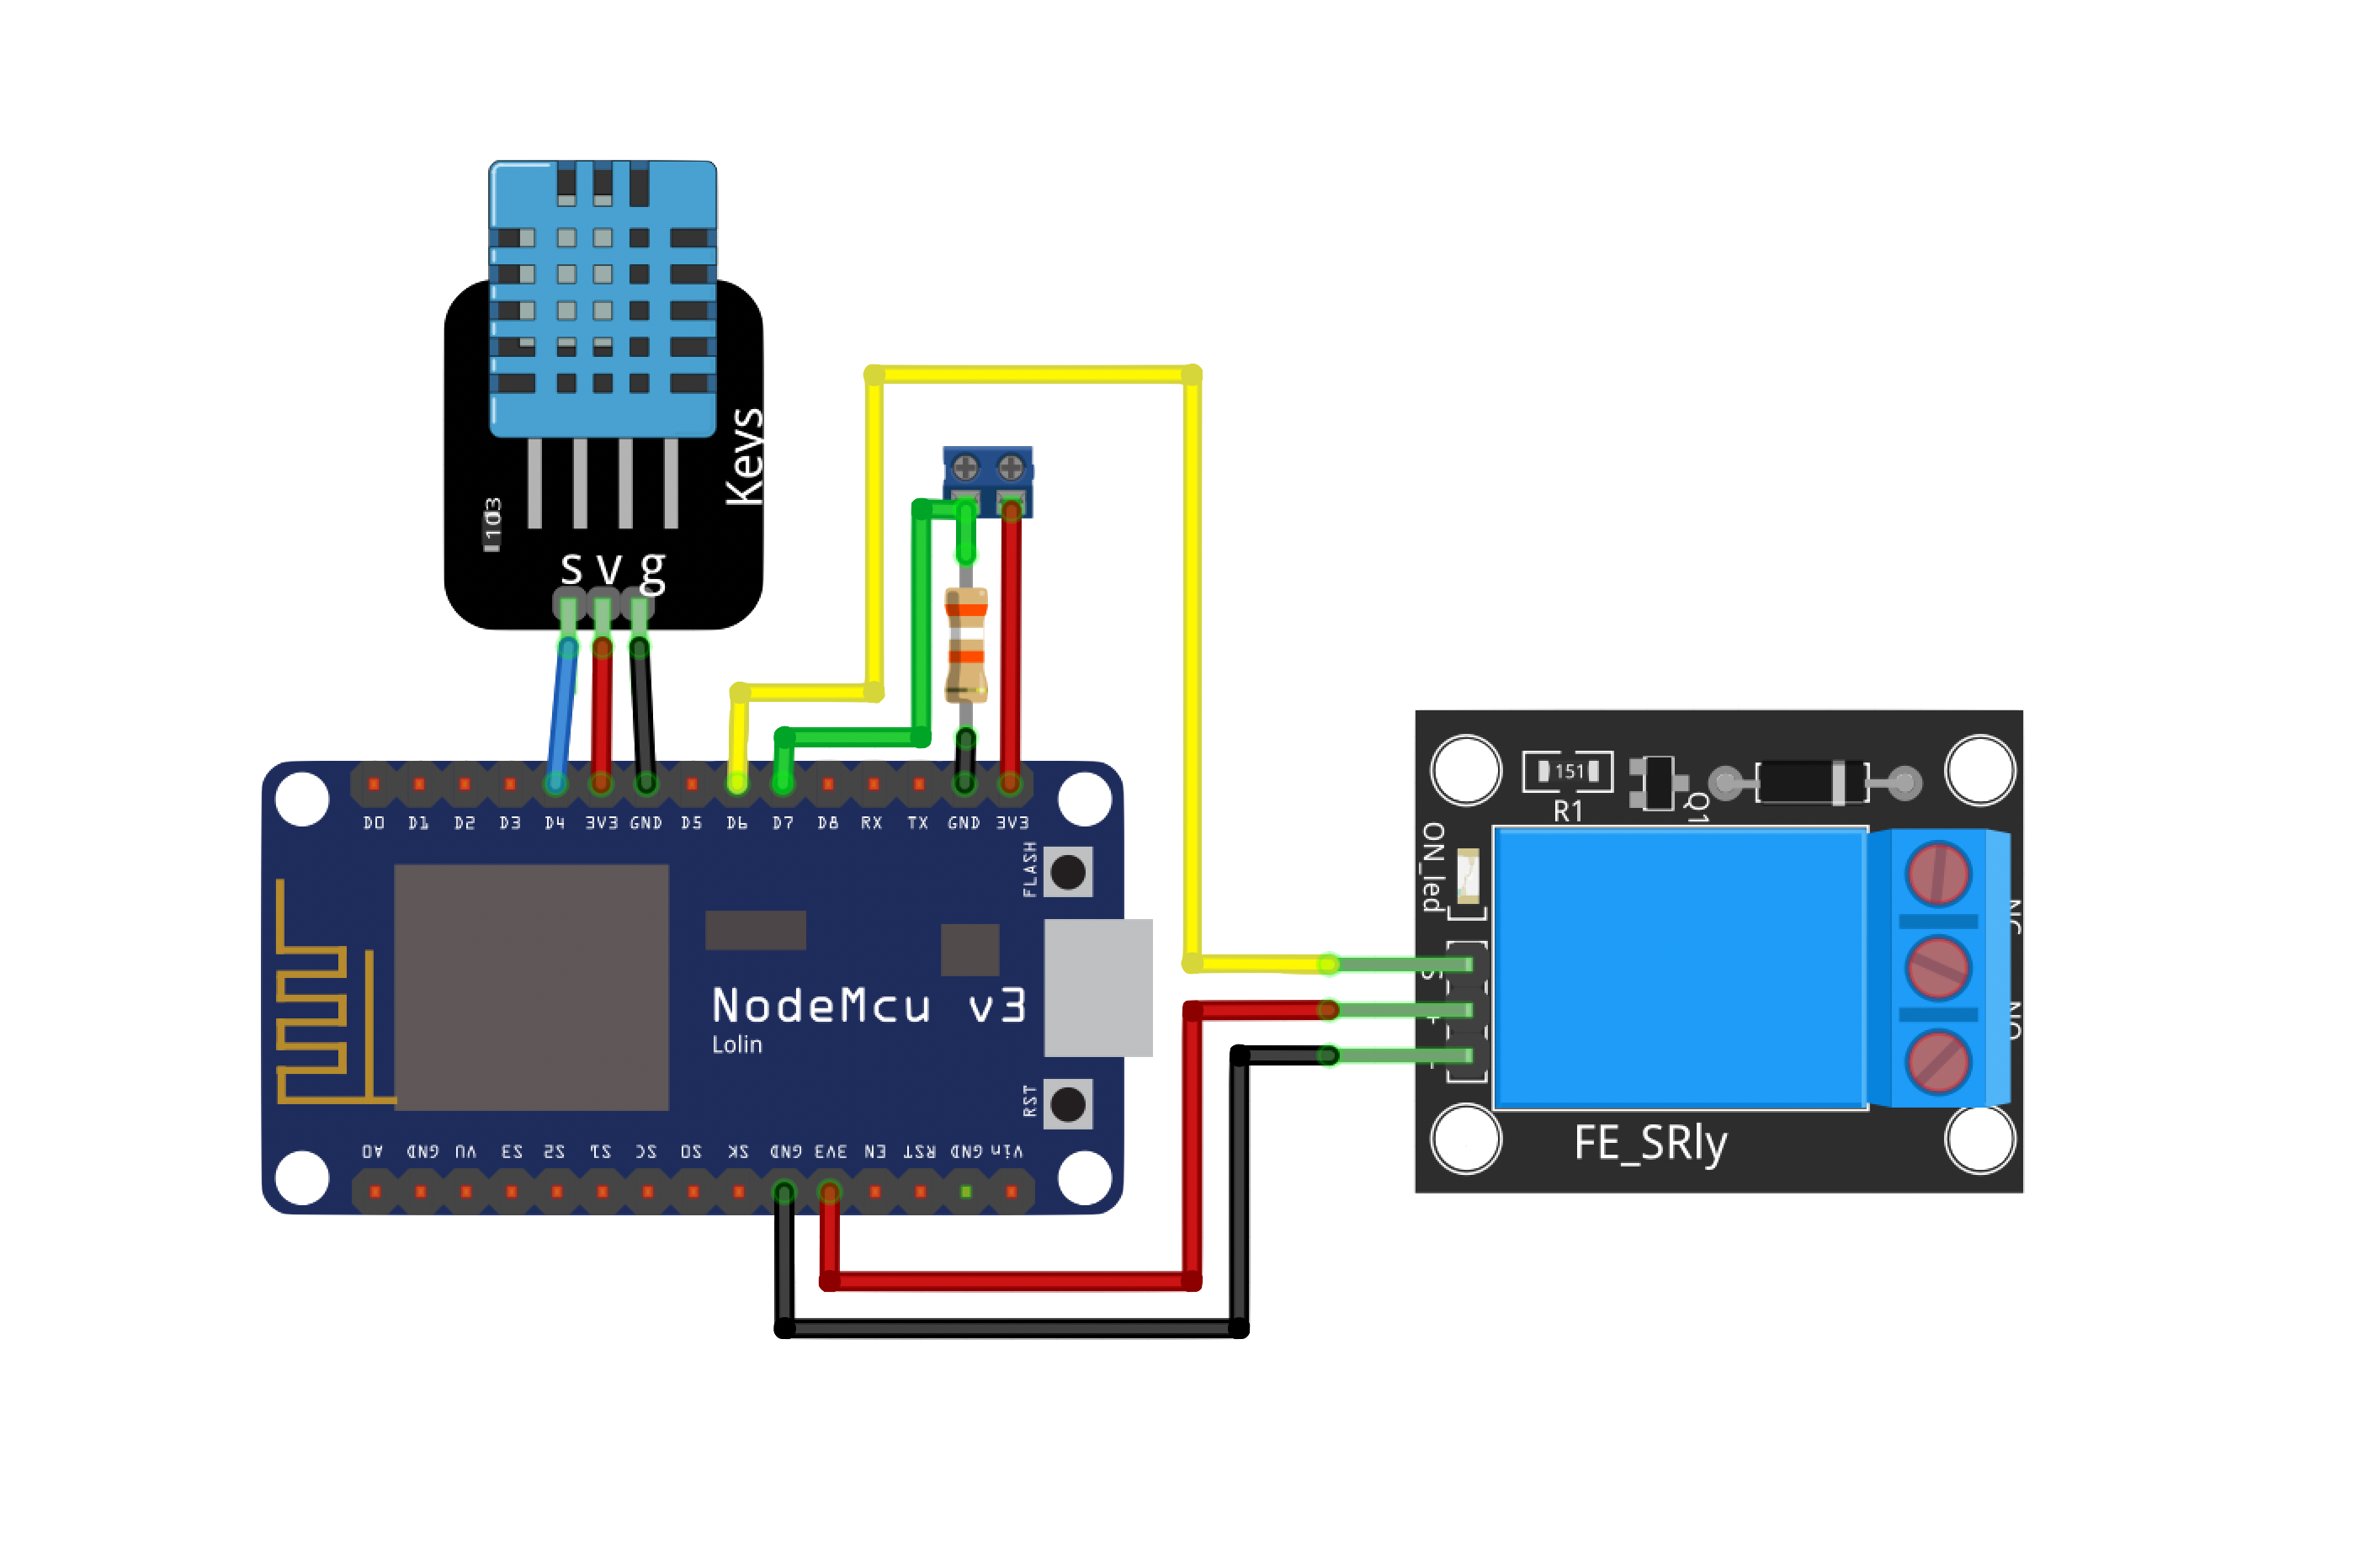 Keys
103
s v g
D0 D1 D2 D3 D4 3V3 GND D5 D6 D7 D8 RX TX GND 3V3
FLASH
NodeMcu v3
Lolin
RST
A0 GND VU S3 S2 S1 SC S0 SK GND 3V3 EN RST GND Vin
151
R1
Q1
ON_led
S
+
-
NC
NO
FE_SRly